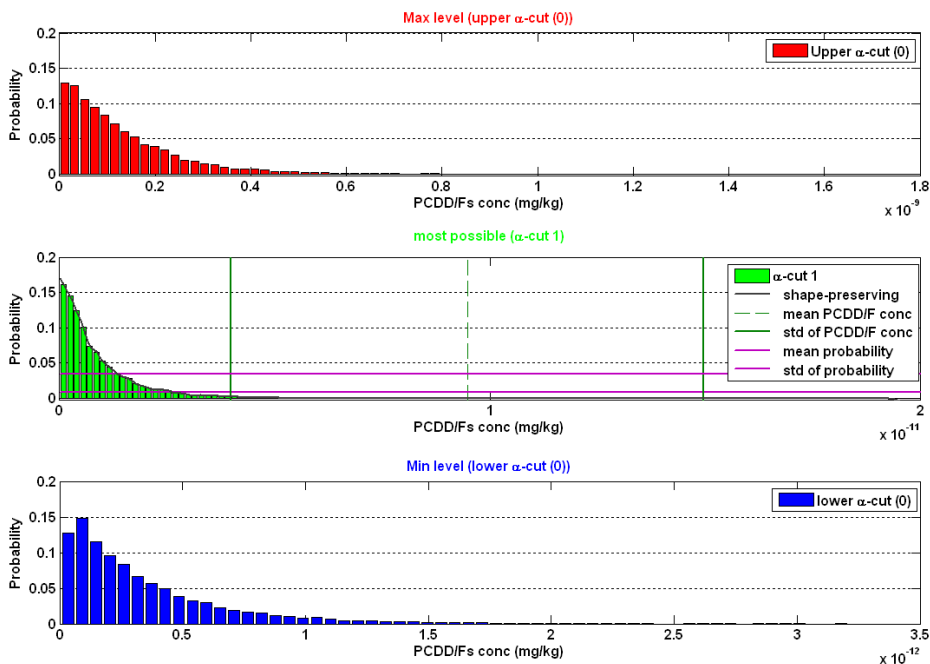 Max level (upper α-cut (0))
0.2
0.15
0.1
0.05
0
Probability
Upper α-cut (0)
0 0.2 0.4 0.6 0.8 1 1.2 1.4 1.6 1.8
PCDD/Fs conc (mg/kg)
x 10⁻⁹
most possible (α-cut 1)
0.2
0.15
0.1
0.05
0
Probability
α-cut 1
shape-preserving
mean PCDD/F conc
std of PCDD/F conc
mean probability
std of probability
0 1 2
PCDD/Fs conc (mg/kg)
x 10⁻¹¹
Min level (lower α-cut (0))
0.2
0.15
0.1
0.05
0
Probability
lower α-cut (0)
0 0.5 1 1.5 2 2.5 3 3.5
PCDD/Fs conc (mg/kg)
x 10⁻¹²